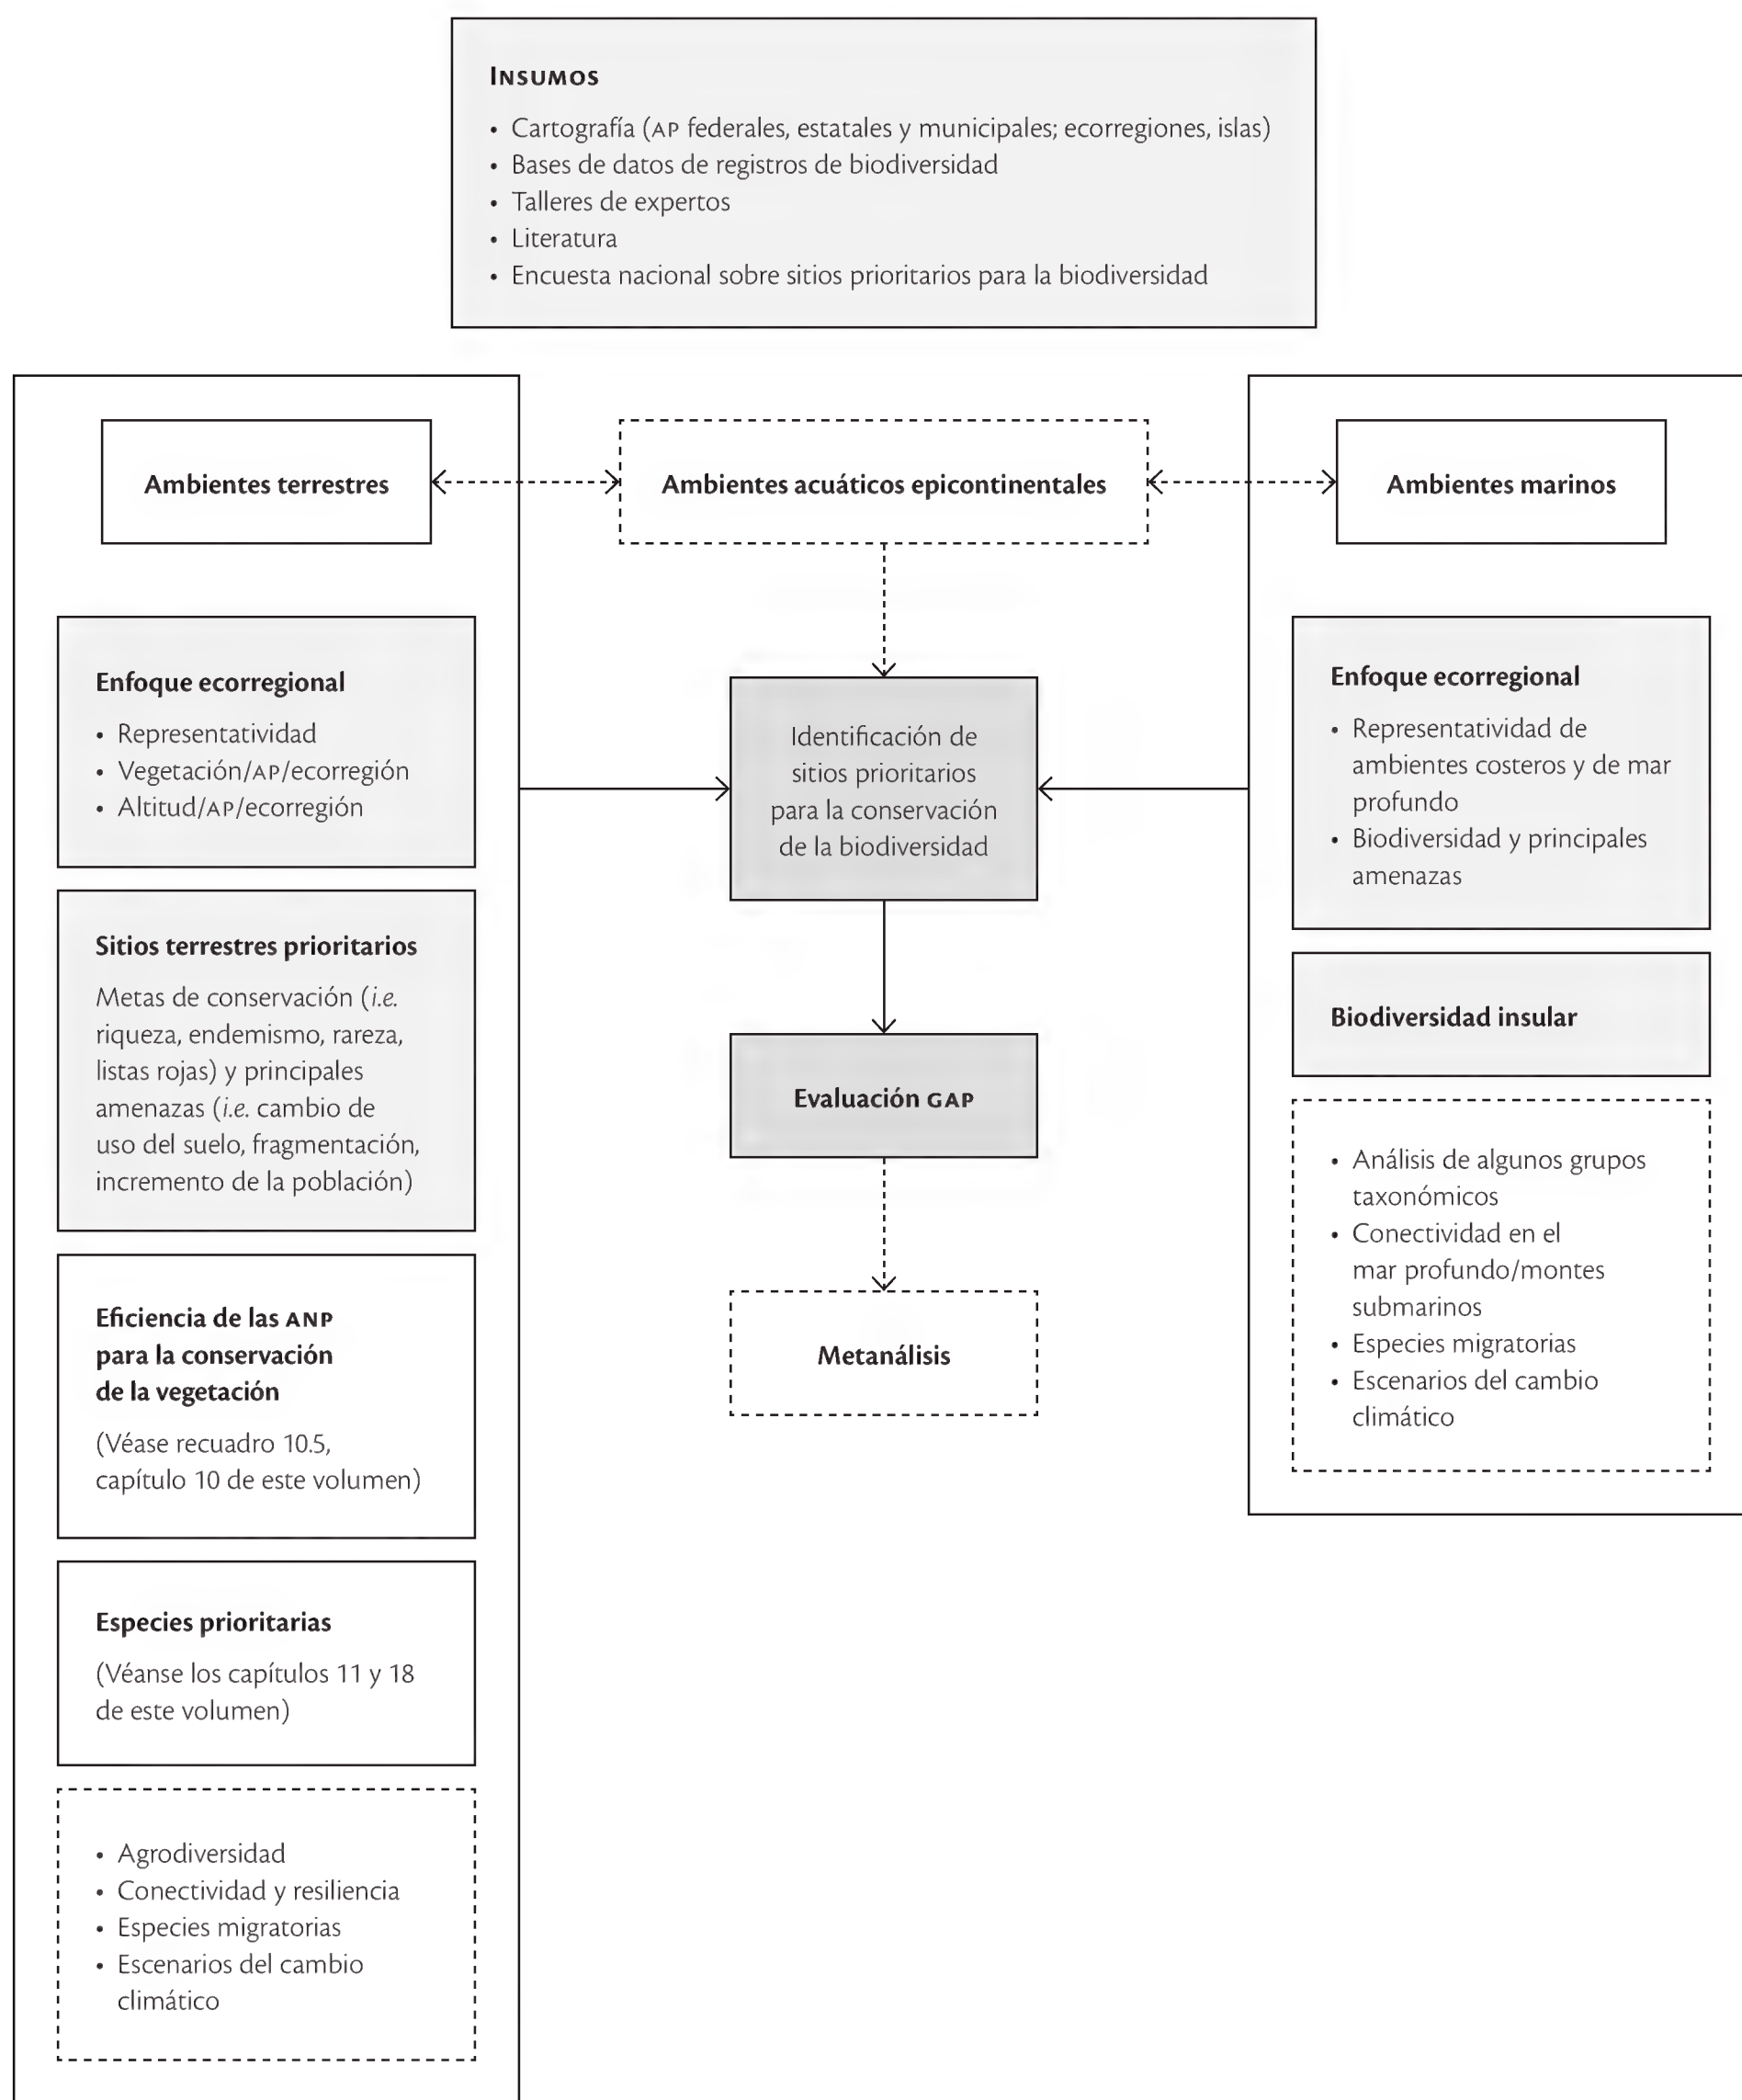 INSUMOS
• Cartografía (AP federales, estatales y municipales; ecorregiones, islas)
• Bases de datos de registros de biodiversidad
• Talleres de expertos
• Literatura
• Encuesta nacional sobre sitios prioritarios para la biodiversidad
Ambientes terrestres
Ambientes acuáticos epicontinentales
Ambientes marinos
Enfoque ecorregional
• Representatividad
• Vegetación/AP/ecorregión
• Altitud/AP/ecorregión
Sitios terrestres prioritarios
Metas de conservación (i.e.
riqueza, endemismo, rareza,
listas rojas) y principales
amenazas (i.e. cambio de
uso del suelo, fragmentación,
incremento de la población)
Eficiencia de las ANP
para la conservación
de la vegetación
(Véase recuadro 10.5,
capítulo 10 de este volumen)
Especies prioritarias
(Véanse los capítulos 11 y 18
de este volumen)
• Agrodiversidad
• Conectividad y resiliencia
• Especies migratorias
• Escenarios del cambio
climático
Identificación de
sitios prioritarios
para la conservación
de la biodiversidad
Evaluación GAP
Metanálisis
Enfoque ecorregional
• Representatividad de
ambientes costeros y de mar
profundo
• Biodiversidad y principales
amenazas
Biodiversidad insular
• Análisis de algunos grupos
taxonómicos
• Conectividad en el
mar profundo/montes
submarinos
• Especies migratorias
• Escenarios del cambio
climático